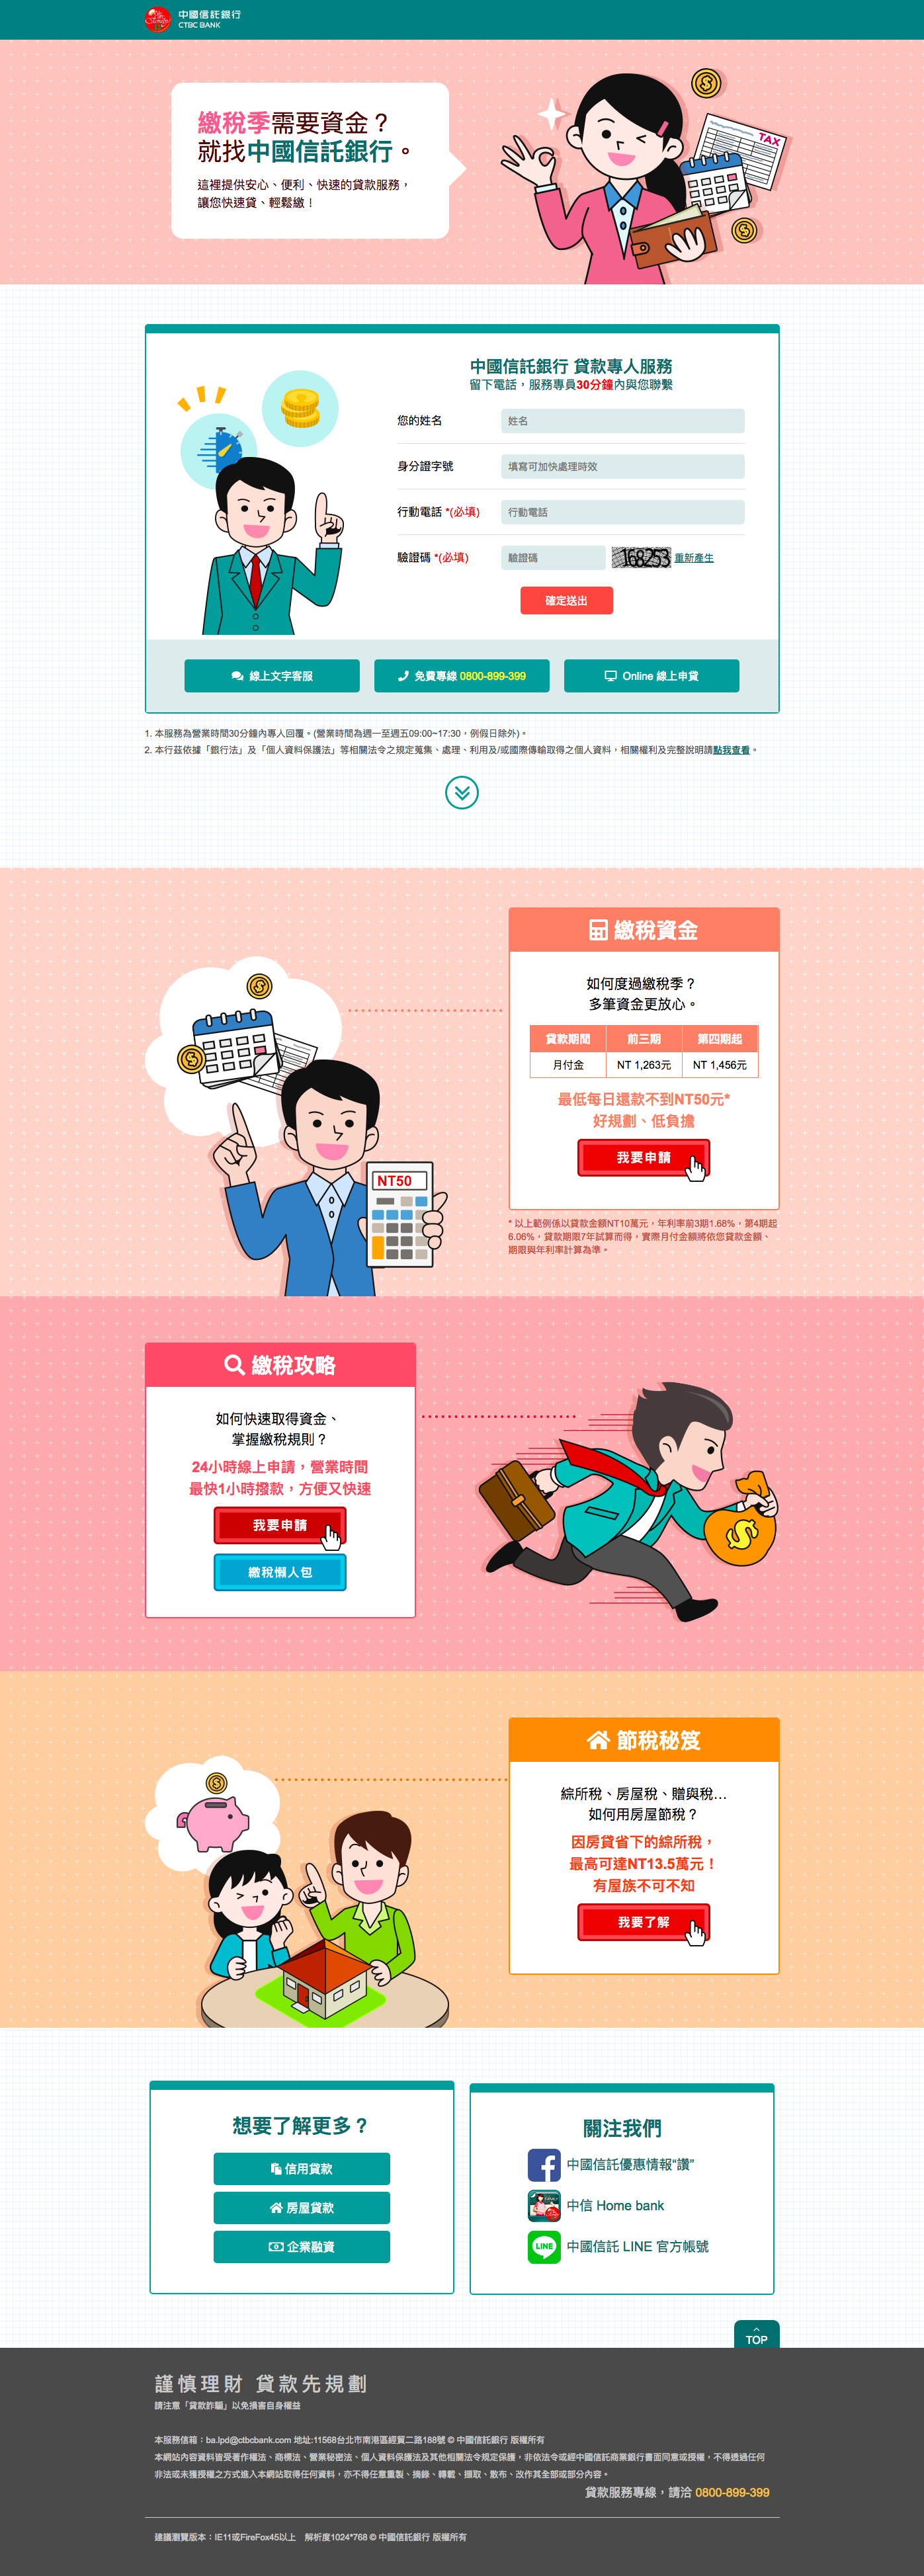 中國信託銀行
CTBC BANK
繳稅季需要資金？
就找中國信託銀行。
這裡提供安心、便利、快速的貸款服務，
讓您快速貸、輕鬆繳！
TAX
中國信託銀行 貸款專人服務
留下電話，服務專員30分鐘內與您聯繫
您的姓名 姓名
身分證字號 填寫可加快處理時效
行動電話 *(必填) 行動電話
驗證碼 *(必填) 驗證碼 168253 重新產生
確定送出
線上文字客服 免費專線 0800-899-399 Online 線上申貸
1. 本服務為營業時間30分鐘內專人回覆。(營業時間為週一至週五09:00~17:30，例假日除外)。
2. 本行茲依據「銀行法」及「個人資料保護法」等相關法令之規定蒐集、處理、利用及/或國際傳輸取得之個人資料，相關權利及完整說明請點我查看。
繳稅資金
如何度過繳稅季？
多筆資金更放心。
貸款期間 前三期 第四期起
月付金 NT 1,263元 NT 1,456元
最低每日還款不到NT50元*
好規劃、低負擔
我要申請
NT50
* 以上範例係以貸款金額NT10萬元，年利率前3期1.68%，第4期起
6.06%，貸款期限7年試算而得，實際月付金額將依您貸款金額、
期限與年利率計算為準。
繳稅攻略
如何快速取得資金、
掌握繳稅規則？
24小時線上申請，營業時間
最快1小時撥款，方便又快速
我要申請
繳稅懶人包
節稅秘笈
綜所稅、房屋稅、贈與稅...
如何用房屋節稅？
因房貸省下的綜所稅，
最高可達NT13.5萬元！
有屋族不可不知
我要了解
想要了解更多？
信用貸款
房屋貸款
企業融資
關注我們
中國信託優惠情報“讚”
中信 Home bank
LINE 中國信託 LINE 官方帳號
TOP
謹慎理財 貸款先規劃
請注意「貸款詐騙」以免損害自身權益
本服務信箱：ba.lpd@ctbcbank.com 地址:11568台北市南港區經貿二路188號 © 中國信託銀行 版權所有
本網站內容資料皆受著作權法、商標法、營業秘密法、個人資料保護法及其他相關法令規定保護，非依法令或經中國信託商業銀行書面同意或授權，不得透過任何
非法或未獲授權之方式進入本網站取得任何資料，亦不得任意重製、摘錄、轉載、擷取、散布、改作其全部或部分內容。
貸款服務專線，請洽 0800-899-399
建議瀏覽版本：IE11或FireFox45以上 解析度1024*768 © 中國信託銀行 版權所有